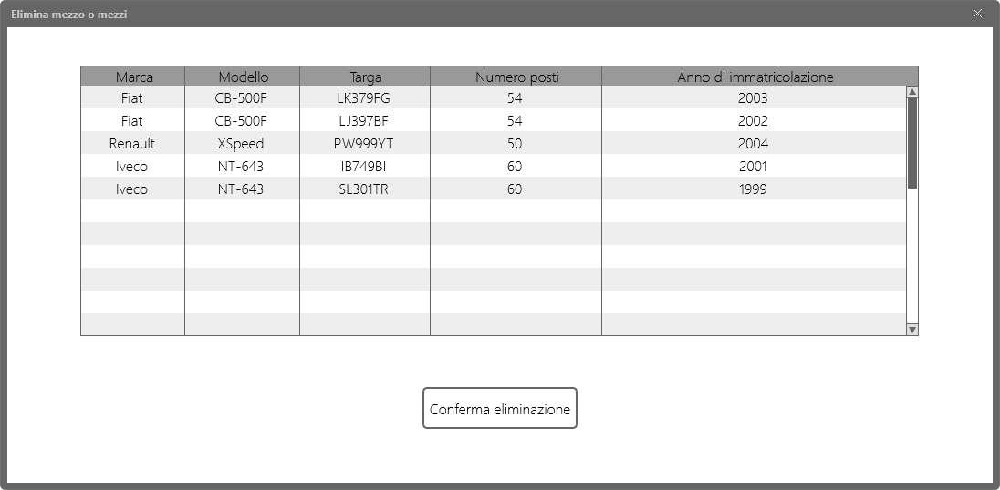 Elimina mezzo o mezzi
Marca Modello Targa Numero posti Anno di immatricolazione
Fiat CB-500F LK379FG 54 2003
Fiat CB-500F LJ397BF 54 2002
Renault XSpeed PW999YT 50 2004
Iveco NT-643 IB749BI 60 2001
Iveco NT-643 SL301TR 60 1999
Conferma eliminazione